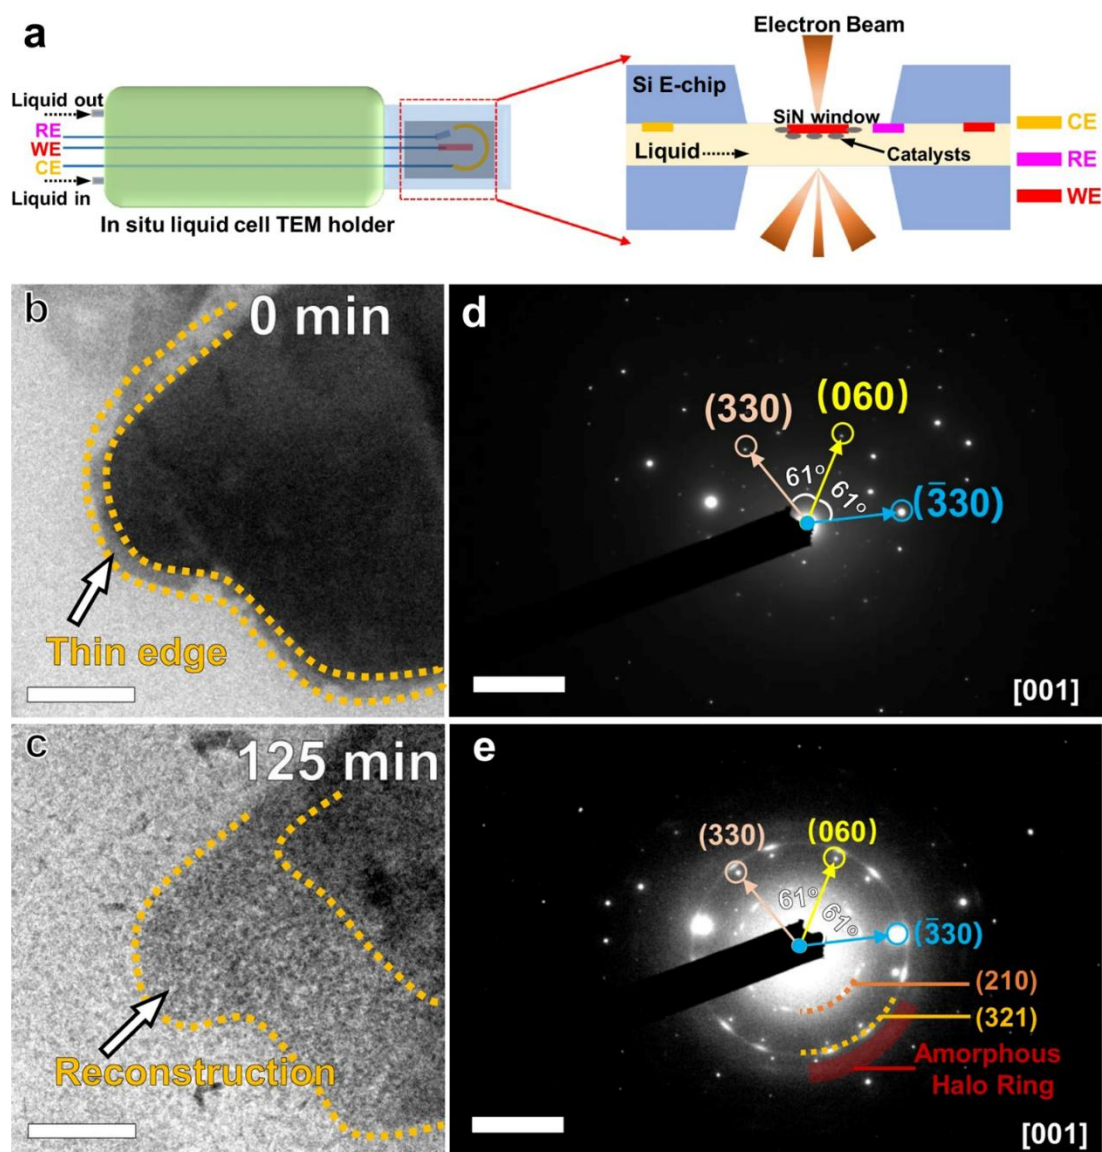 a
Electron Beam
Liquid out
RE
WE
CE
Liquid in
In situ liquid cell TEM holder
Si E-chip
SiN window
Liquid
Catalysts
CE
RE
WE
b
0 min
Thin edge
d
(330)
(060)
61°
61°
(3̅30)
[001]
c
125 min
Reconstruction
e
(330)
(060)
61°
61°
(3̅30)
(210)
(321)
Amorphous
Halo Ring
[001]